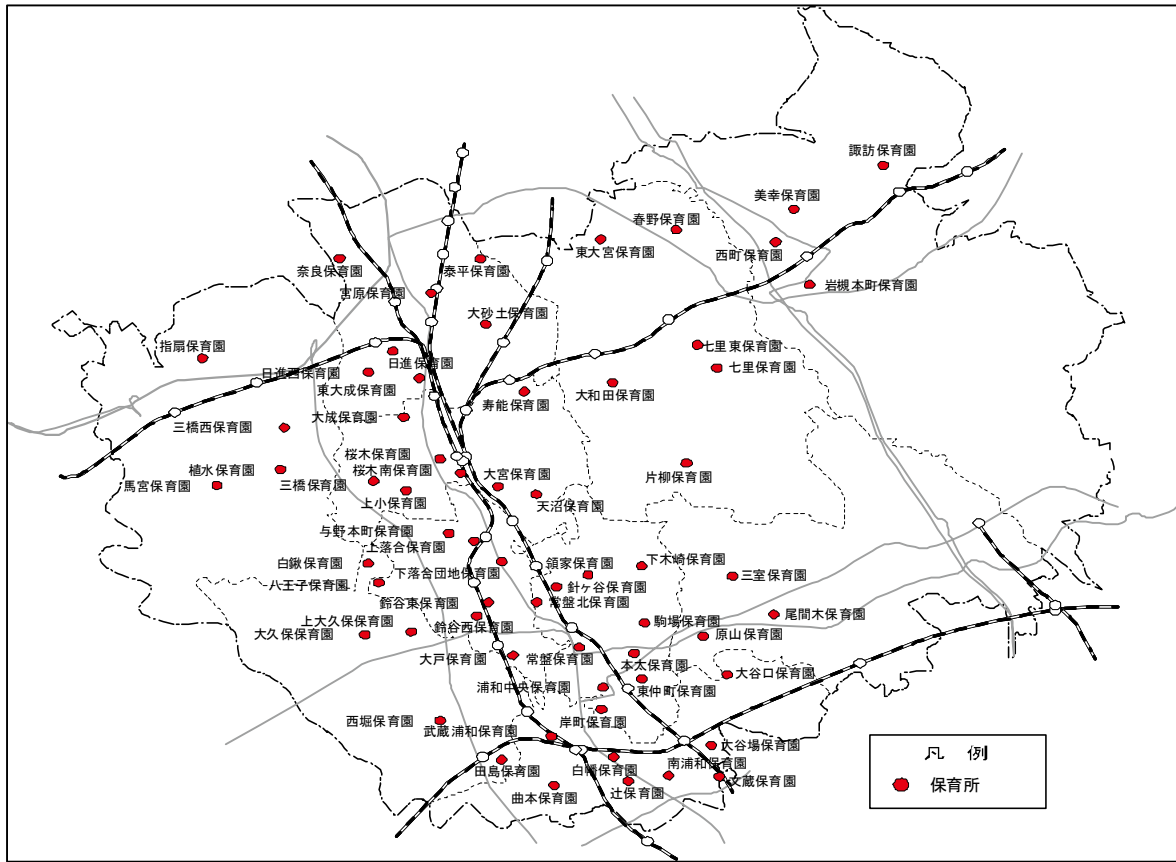 諏訪保育園
美幸保育園
春野保育園
東大宮保育園
西町保育園
奈良保育園
泰平保育園
岩槻本町保育園
宮原保育園
大砂土保育園
指扇保育園
七里東保育園
日進保育園
日進西保育園
七里保育園
東大成保育園
寿能保育園
大和田保育園
大成保育園
三橋西保育園
桜木保育園
植水保育園
桜木南保育園
片柳保育園
馬宮保育園
三橋保育園
大宮保育園
上小保育園
天沼保育園
与野本町保育園
上落合保育園
白鍬保育園
領家保育園
下木崎保育園
八王子保育園
下落合団地保育園
三室保育園
針ヶ谷保育園
鈴谷東保育園
常盤北保育園
上大久保保育園
鈴谷西保育園
駒場保育園
尾間木保育園
大久保保育園
原山保育園
大戸保育園
常盤保育園
本太保育園
大谷口保育園
浦和中央保育園
東仲町保育園
岸町保育園
西堀保育園
武蔵浦和保育園
大谷場保育園
田島保育園
白幡保育園
南浦和保育園
文蔵保育園
曲本保育園
辻保育園
凡 例
保育所